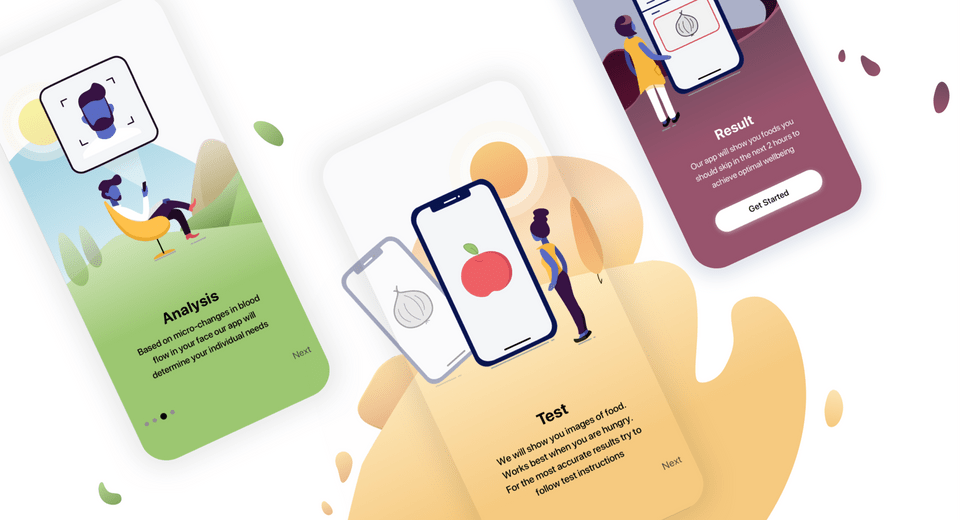 Analysis
Based on micro-changes in blood
flow in your face our app will
determine your individual needs
Next
Test
We will show you images of food.
Works best when you are hungry.
For the most accurate results try to
follow test instructions
Next
Result
Our app will show you foods you
should skip in the next 2 hours to
achieve optimal wellbeing
Get Started